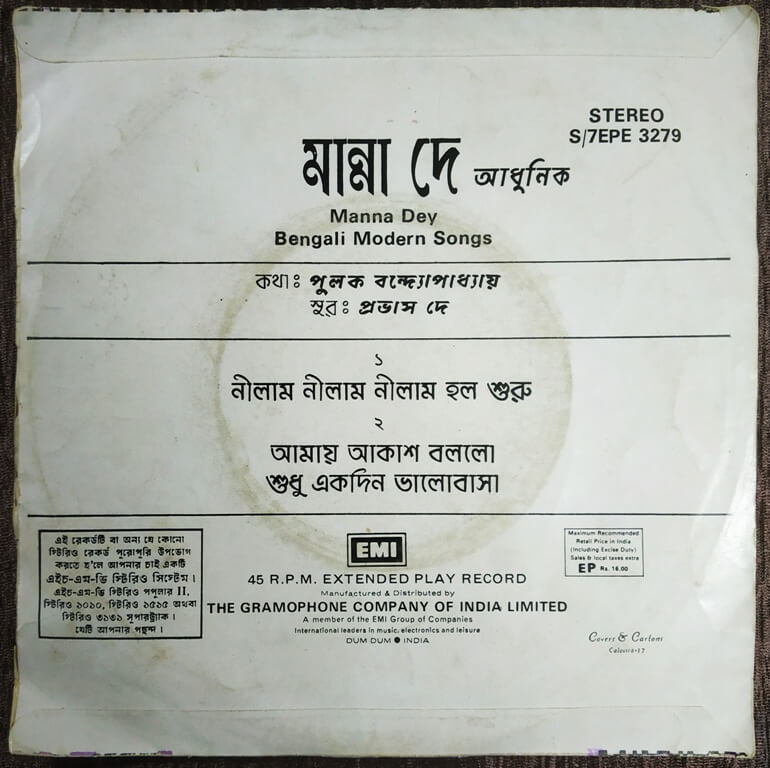 STEREO
S/7EPE 3279
মান্না দে আধুনিক
Manna Dey
Bengali Modern Songs
কথাঃ পুলক বন্দ্যোপাধ্যায়
সুরঃ প্রভাস দে
১
নীলাম নীলাম নীলাম হল শুরু
২
আমায় আকাশ বললো
শুধু একদিন ভালোবাসা
এই রেকর্ডটি বা অন্য যে কোনো
স্টিরিও রেকর্ড পুরোপুরি উপভোগ
করতে হ'লে আপনার চাই একটি
এইচ-এম-ভি স্টিরিও সিস্টেম।
এইচ-এম-ভি স্টিরিও পপুলার II,
স্টিরিও ১০১০, স্টিরিও ১৫১৫ অথবা
স্টিরিও ৩১৩১ সুপারট্র্যাক।
যেটি আপনার পছন্দ।
EMI
45 R.P.M. EXTENDED PLAY RECORD
Manufactured & Distributed by
THE GRAMOPHONE COMPANY OF INDIA LIMITED
A member of the EMI Group of Companies
International leaders in music, electronics and leisure
DUM DUM ● INDIA
Maximum Recommended
Retail Price in India
(Including Excise Duty)
Sales & local taxes extra
EP Rs. 16.00
Covers & Cartons
Calcutta-17